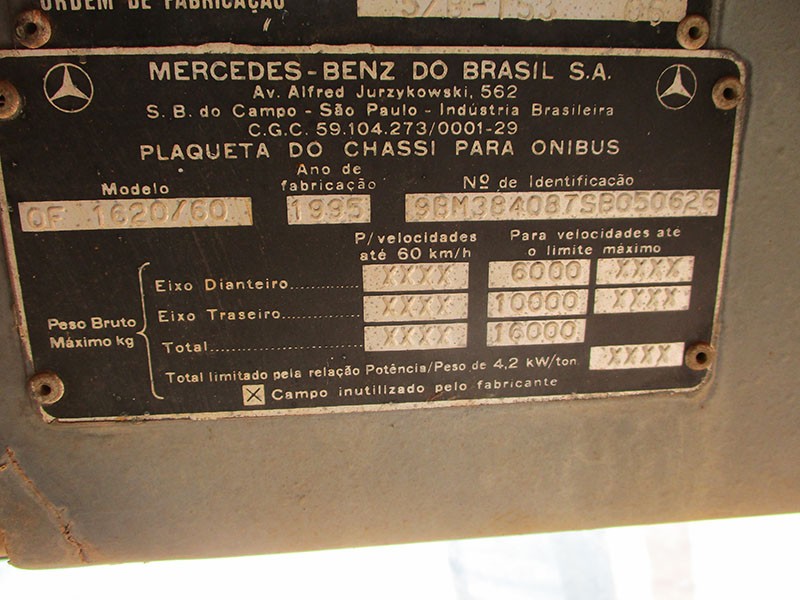 ORDEM DE FABRICAÇÃO
MERCEDES-BENZ DO BRASIL S.A.
Av. Alfred Jurzykowski, 562
S. B. do Campo - São Paulo - Indústria Brasileira
C.G.C. 59.104.273/0001-29
PLAQUETA DO CHASSI PARA ONIBUS
Modelo Ano de fabricação Nº de Identificação
OF 1620/60 1995 9BM384087SB050626
P/velocidades até 60 km/h Para velocidades até o limite máximo
Peso Bruto Máximo kg
Eixo Dianteiro XXXX 6000 XXXX
Eixo Traseiro XXXX 10000 XXXX
Total XXXX 16000
Total limitado pela relação Potência/Peso de 4,2 kW/ton XXXX
X Campo inutilizado pelo fabricante